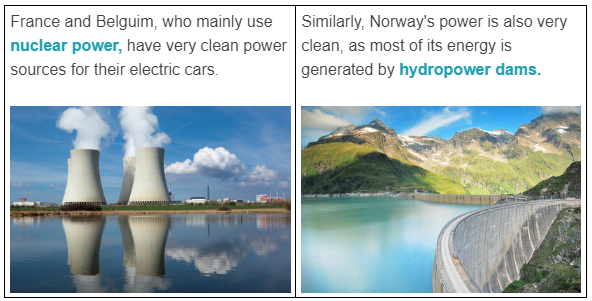 France and Belguim, who mainly use
nuclear power, have very clean power
sources for their electric cars.
Similarly, Norway's power is also very
clean, as most of its energy is
generated by hydropower dams.